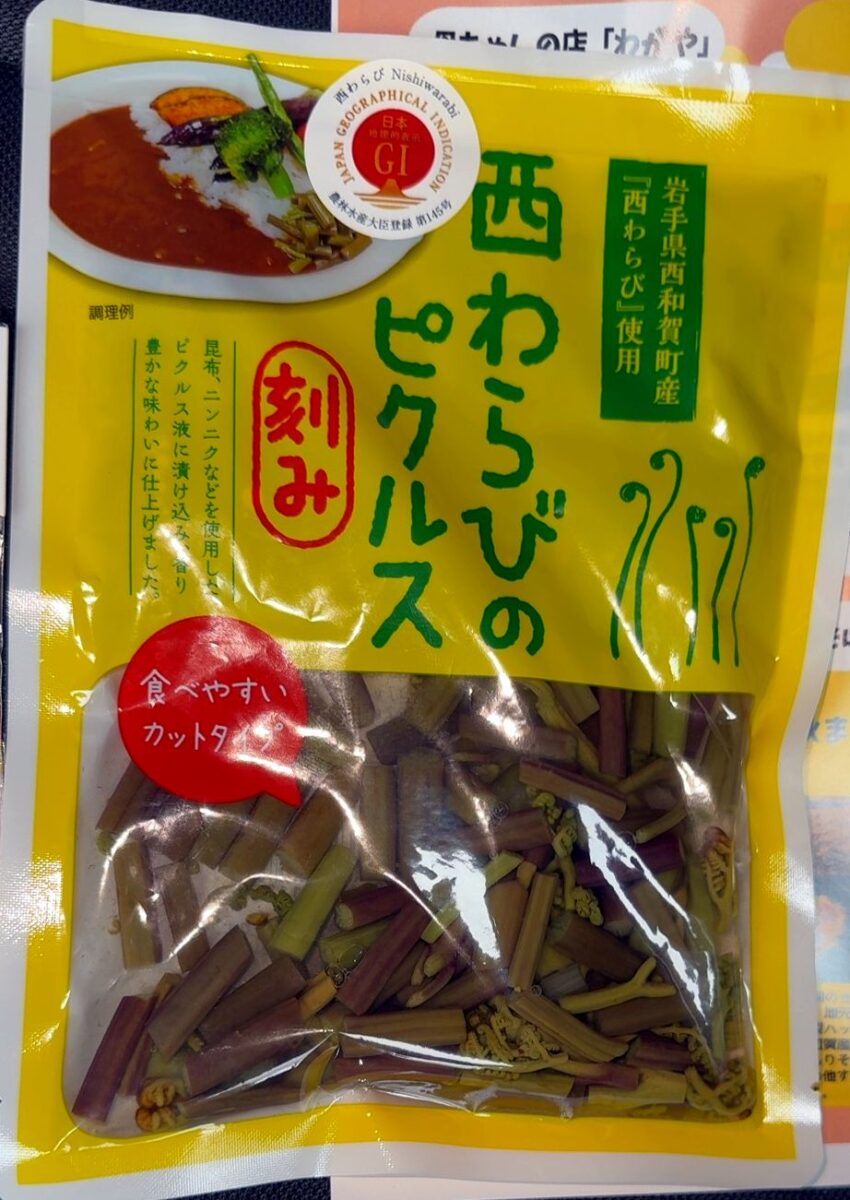 西わらび Nishiwarabi
JAPAN GEOGRAPHICAL INDICATION
日本
地理的表示
GI
農林水産大臣登録 第145号
岩手県西和賀町産
『西わらび』使用
西わらびの
ピクルス
刻み
調理例
昆布、ニンニクなどを使用した
ピクルス液に漬け込み、香り
豊かな味わいに仕上げました。
食べやすい
カットタイプ
の店「わがや」